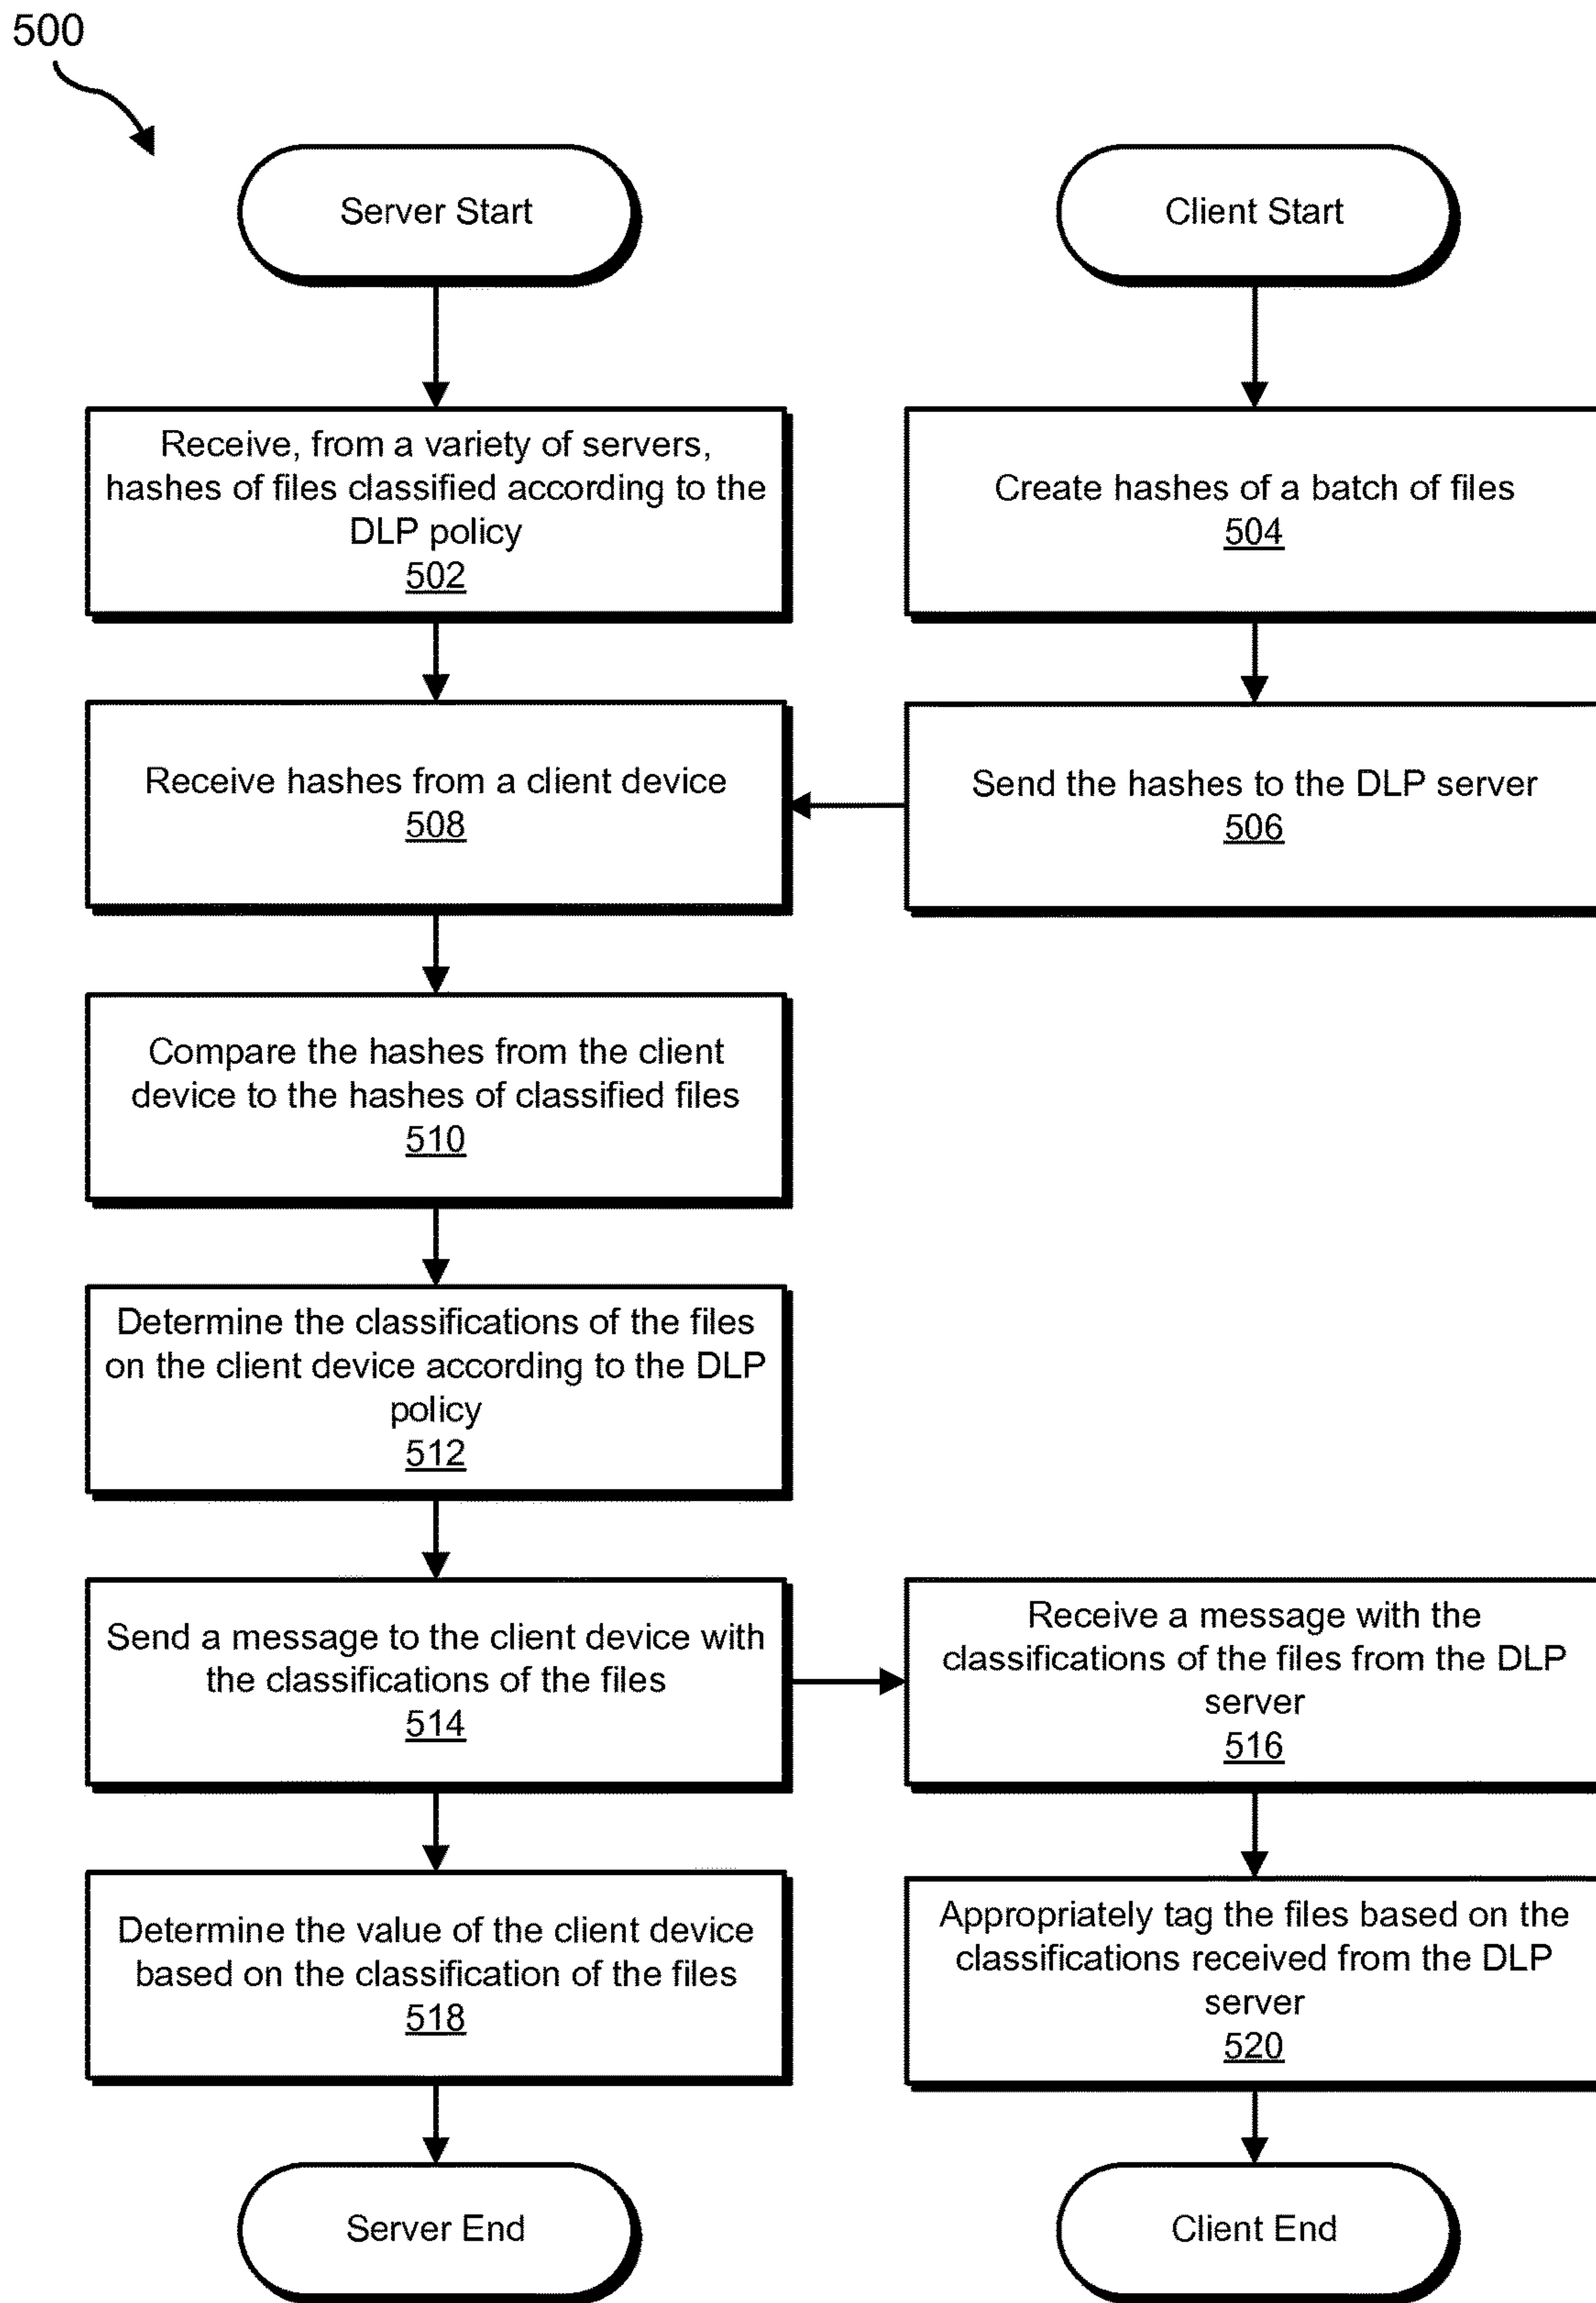 500
Server Start
Client Start
Receive, from a variety of servers,
hashes of files classified according to the
DLP policy
502
Create hashes of a batch of files
504
Receive hashes from a client device
508
Send the hashes to the DLP server
506
Compare the hashes from the client
device to the hashes of classified files
510
Determine the classifications of the files
on the client device according to the DLP
policy
512
Send a message to the client device with
the classifications of the files
514
Receive a message with the
classifications of the files from the DLP
server
516
Determine the value of the client device
based on the classification of the files
518
Appropriately tag the files based on the
classifications received from the DLP
server
520
Server End
Client End